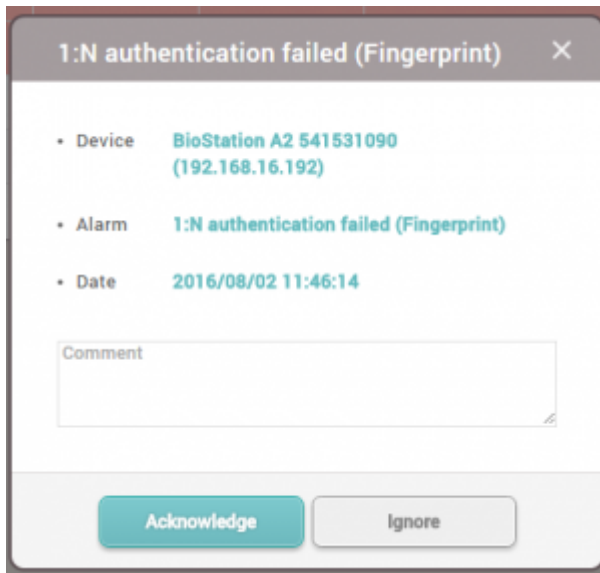 1:N authentication failed (Fingerprint)
• Device BioStation A2 541531090
(192.168.16.192)
• Alarm 1:N authentication failed (Fingerprint)
• Date 2016/08/02 11:46:14
Comment
Acknowledge Ignore